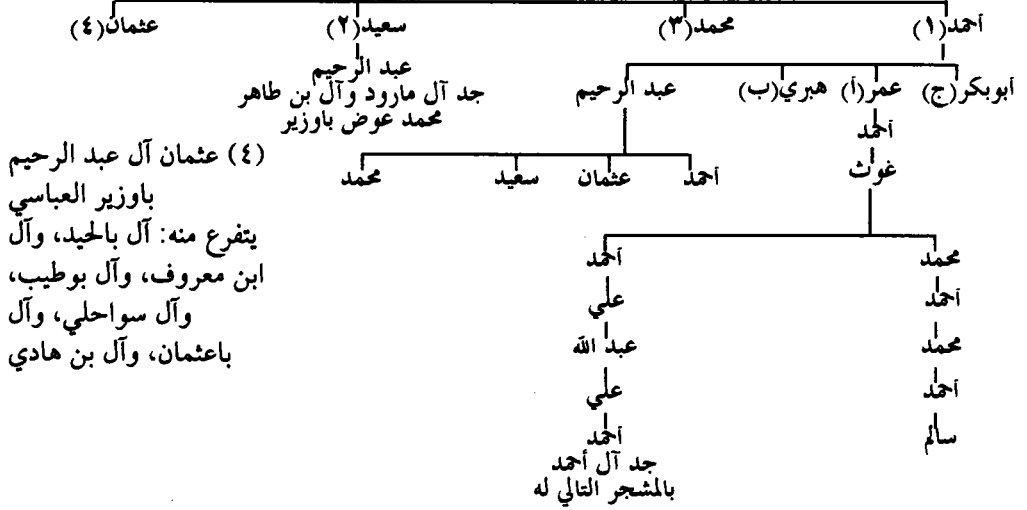 أحمد(١) محمد(٣) سعيد(٢) عثمان(٤)
عبد الرحيم
جد آل مارود وآل بن طاهر
محمد عوض باوزير
أبوبكر(ج) عمر(أ) هبري(ب) عبد الرحيم
أحمد
غوث
أحمد عثمان سعيد محمد
(٤) عثمان آل عبد الرحيم
باوزير العباسي
يتفرع منه: آل بالحيد، وآل
ابن معروف، وآل بوطيب،
وآل سواحلي، وآل
باعثمان، وآل بن هادي
محمد أحمد
أحمد علي
محمد عبد الله
أحمد علي
سالم أحمد
جد آل أحمد
بالمشجر التالي له